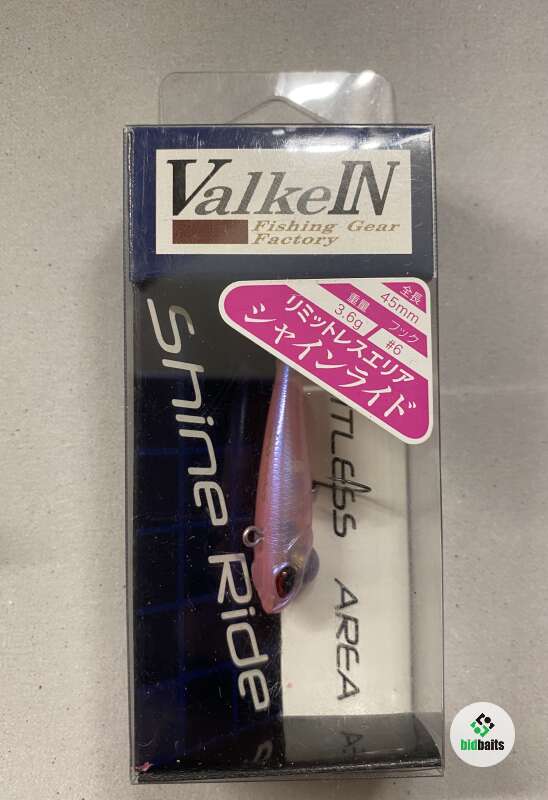 ValkeIN
Fishing Gear
Factory
全長
45mm
重量
3.6g
フック
#6
リミットレスエリア
シャインライド
Shine Ride
ITLESS AREA
bidbaits